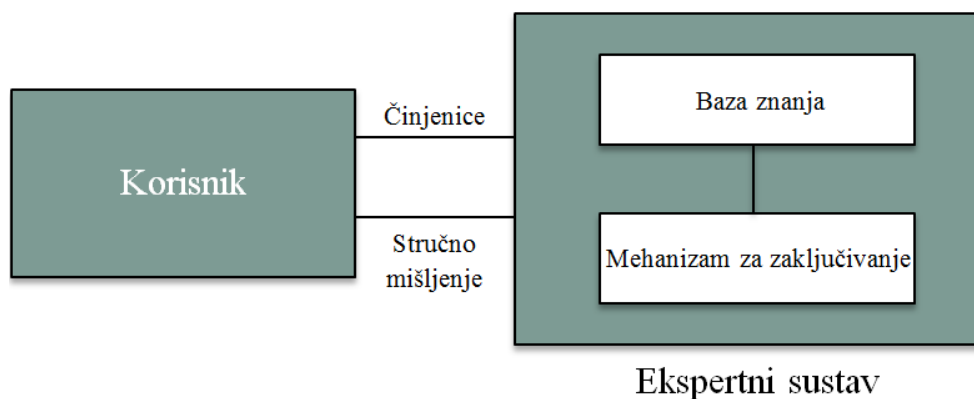 Korisnik
Činjenice
Stručno
mišljenje
Baza znanja
Mehanizam za zaključivanje
Ekspertni sustav